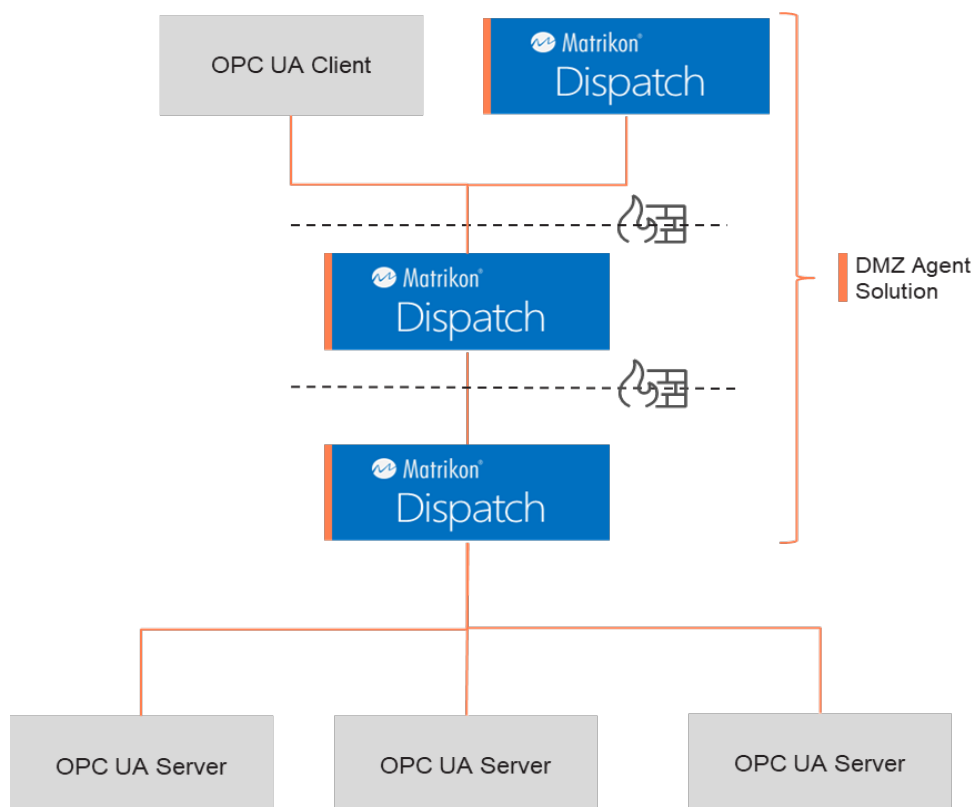 OPC UA Client
Matrikon®
Dispatch
Matrikon®
Dispatch
DMZ Agent
Solution
Matrikon®
Dispatch
OPC UA Server
OPC UA Server
OPC UA Server